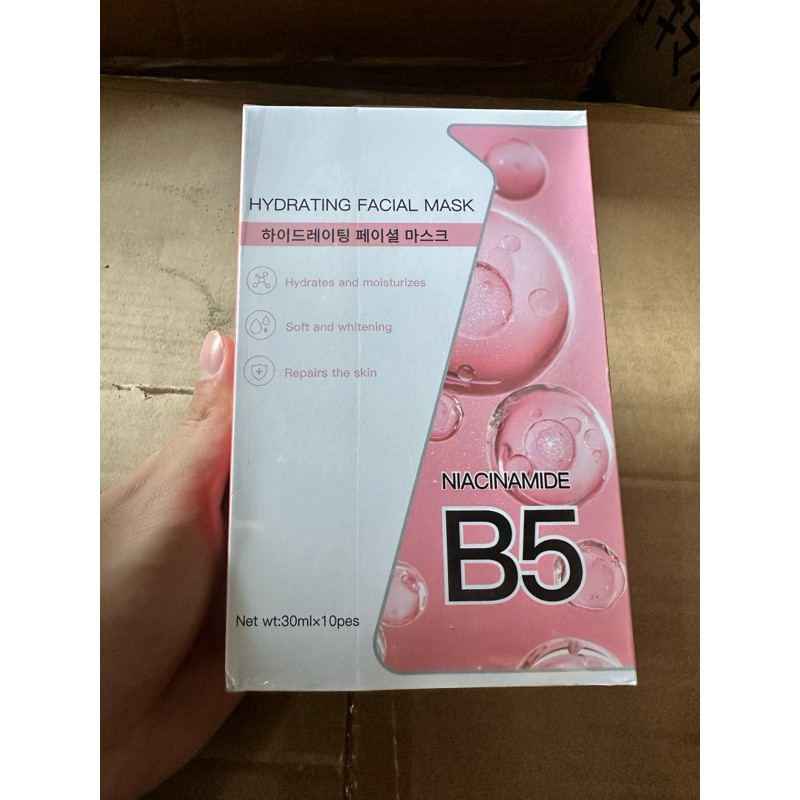 HYDRATING FACIAL MASK
하이드레이팅 페이셜 마스크
Hydrates and moisturizes
Soft and whitening
Repairs the skin
NIACINAMIDE
B5
Net wt:30ml×10pes